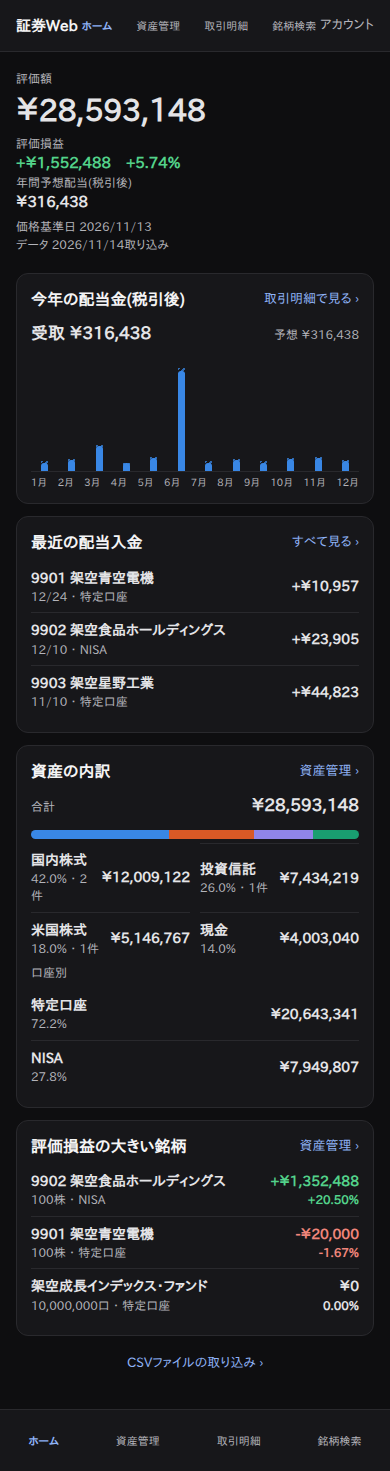 証券Web ホーム 資産管理 取引明細 銘柄検索 アカウント
評価額
¥28,593,148
評価損益
+¥1,552,488 +5.74%
年間予想配当(税引後)
¥316,438
価格基準日 2026/11/13
データ 2026/11/14取り込み
今年の配当金(税引後) 取引明細で見る ›
受取 ¥316,438 予想 ¥316,438
1月 2月 3月 4月 5月 6月 7月 8月 9月 10月 11月 12月
最近の配当入金 すべて見る ›
9901 架空青空電機
12/24・特定口座
+¥10,957
9902 架空食品ホールディングス
12/10・NISA
+¥23,905
9903 架空星野工業
11/10・特定口座
+¥44,823
資産の内訳 資産管理 ›
合計 ¥28,593,148
国内株式
42.0%・2
件
¥12,009,122
投資信託
26.0%・1件
¥7,434,219
米国株式
18.0%・1件
¥5,146,767
現金
14.0%
¥4,003,040
口座別
特定口座
72.2%
¥20,643,341
NISA
27.8%
¥7,949,807
評価損益の大きい銘柄 資産管理 ›
9902 架空食品ホールディングス +¥1,352,488
100株・NISA +20.50%
9901 架空青空電機 -¥20,000
100株・特定口座 -1.67%
架空成長インデックス・ファンド ¥0
10,000,000口・特定口座 0.00%
CSVファイルの取り込み ›
ホーム 資産管理 取引明細 銘柄検索